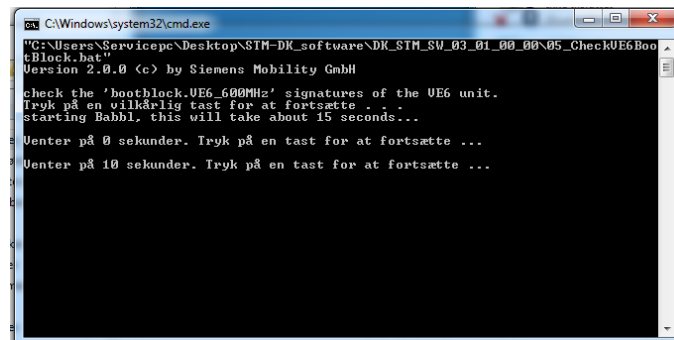 C:\Windows\system32\cmd.exe
"C:\Users\Servicepc\Desktop\STM-DK_software\DK_STM_SW_03_01_00_00\05_CheckVE6Boo
tBlock.bat"
Version 2.0.0 (c) by Siemens Mobility GmbH
check the 'bootblock.VE6_600MHz' signatures of the VE6 unit.
Tryk på en vilkårlig tast for at fortsætte . . .
starting Babbl, this will take about 15 seconds...
Venter på 0 sekunder. Tryk på en tast for at fortsætte ...
Venter på 10 sekunder. Tryk på en tast for at fortsætte ...